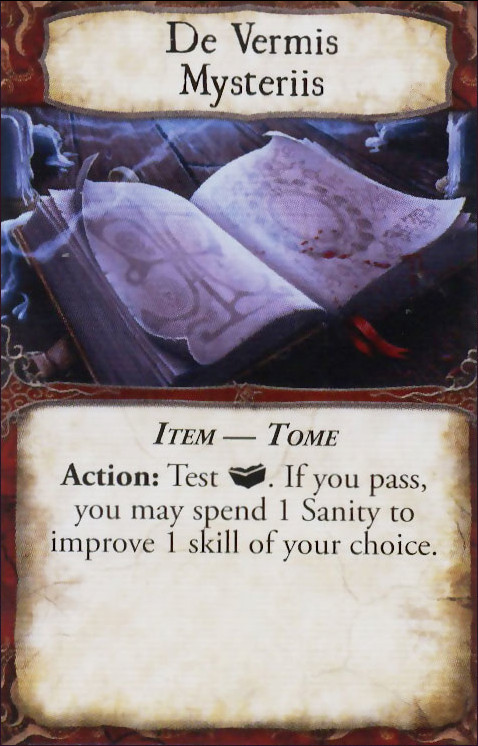 De Vermis
Mysteriis
Item — Tome
Action: Test . If you pass,
you may spend 1 Sanity to
improve 1 skill of your choice.